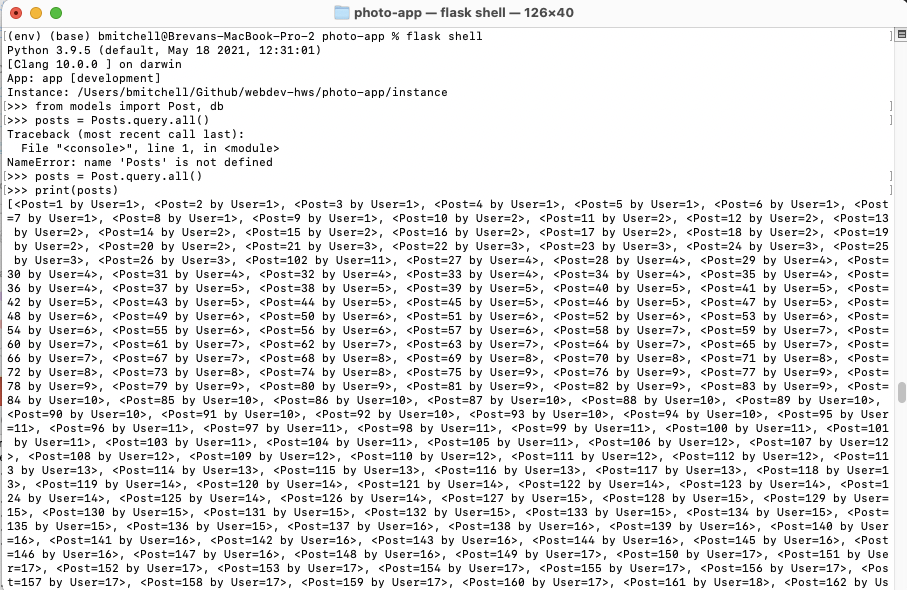 photo-app — flask shell — 126×40
[(env) (base) bmitchell@Brevans-MacBook-Pro-2 photo-app % flask shell ]
Python 3.9.5 (default, May 18 2021, 12:31:01)
[Clang 10.0.0 ] on darwin
App: app [development]
Instance: /Users/bmitchell/Github/webdev-hws/photo-app/instance
[>>> from models import Post, db ]
[>>> posts = Posts.query.all() ]
Traceback (most recent call last):
  File "<console>", line 1, in <module>
NameError: name 'Posts' is not defined
[>>> posts = Post.query.all() ]
[>>> print(posts) ]
[<Post=1 by User=1>, <Post=2 by User=1>, <Post=3 by User=1>, <Post=4 by User=1>, <Post=5 by User=1>, <Post=6 by User=1>, <Post
=7 by User=1>, <Post=8 by User=1>, <Post=9 by User=1>, <Post=10 by User=2>, <Post=11 by User=2>, <Post=12 by User=2>, <Post=13
 by User=2>, <Post=14 by User=2>, <Post=15 by User=2>, <Post=16 by User=2>, <Post=17 by User=2>, <Post=18 by User=2>, <Post=19
 by User=2>, <Post=20 by User=2>, <Post=21 by User=3>, <Post=22 by User=3>, <Post=23 by User=3>, <Post=24 by User=3>, <Post=25
 by User=3>, <Post=26 by User=3>, <Post=102 by User=11>, <Post=27 by User=4>, <Post=28 by User=4>, <Post=29 by User=4>, <Post=
30 by User=4>, <Post=31 by User=4>, <Post=32 by User=4>, <Post=33 by User=4>, <Post=34 by User=4>, <Post=35 by User=4>, <Post=
36 by User=4>, <Post=37 by User=5>, <Post=38 by User=5>, <Post=39 by User=5>, <Post=40 by User=5>, <Post=41 by User=5>, <Post=
42 by User=5>, <Post=43 by User=5>, <Post=44 by User=5>, <Post=45 by User=5>, <Post=46 by User=5>, <Post=47 by User=5>, <Post=
48 by User=6>, <Post=49 by User=6>, <Post=50 by User=6>, <Post=51 by User=6>, <Post=52 by User=6>, <Post=53 by User=6>, <Post=
54 by User=6>, <Post=55 by User=6>, <Post=56 by User=6>, <Post=57 by User=6>, <Post=58 by User=7>, <Post=59 by User=7>, <Post=
60 by User=7>, <Post=61 by User=7>, <Post=62 by User=7>, <Post=63 by User=7>, <Post=64 by User=7>, <Post=65 by User=7>, <Post=
66 by User=7>, <Post=67 by User=7>, <Post=68 by User=8>, <Post=69 by User=8>, <Post=70 by User=8>, <Post=71 by User=8>, <Post=
72 by User=8>, <Post=73 by User=8>, <Post=74 by User=8>, <Post=75 by User=9>, <Post=76 by User=9>, <Post=77 by User=9>, <Post=
78 by User=9>, <Post=79 by User=9>, <Post=80 by User=9>, <Post=81 by User=9>, <Post=82 by User=9>, <Post=83 by User=9>, <Post=
84 by User=10>, <Post=85 by User=10>, <Post=86 by User=10>, <Post=87 by User=10>, <Post=88 by User=10>, <Post=89 by User=10>,
<Post=90 by User=10>, <Post=91 by User=10>, <Post=92 by User=10>, <Post=93 by User=10>, <Post=94 by User=10>, <Post=95 by User
=11>, <Post=96 by User=11>, <Post=97 by User=11>, <Post=98 by User=11>, <Post=99 by User=11>, <Post=100 by User=11>, <Post=101
 by User=11>, <Post=103 by User=11>, <Post=104 by User=11>, <Post=105 by User=11>, <Post=106 by User=12>, <Post=107 by User=12
>, <Post=108 by User=12>, <Post=109 by User=12>, <Post=110 by User=12>, <Post=111 by User=12>, <Post=112 by User=12>, <Post=11
3 by User=13>, <Post=114 by User=13>, <Post=115 by User=13>, <Post=116 by User=13>, <Post=117 by User=13>, <Post=118 by User=1
3>, <Post=119 by User=14>, <Post=120 by User=14>, <Post=121 by User=14>, <Post=122 by User=14>, <Post=123 by User=14>, <Post=1
24 by User=14>, <Post=125 by User=14>, <Post=126 by User=14>, <Post=127 by User=15>, <Post=128 by User=15>, <Post=129 by User=
15>, <Post=130 by User=15>, <Post=131 by User=15>, <Post=132 by User=15>, <Post=133 by User=15>, <Post=134 by User=15>, <Post=
135 by User=15>, <Post=136 by User=15>, <Post=137 by User=16>, <Post=138 by User=16>, <Post=139 by User=16>, <Post=140 by User
=16>, <Post=141 by User=16>, <Post=142 by User=16>, <Post=143 by User=16>, <Post=144 by User=16>, <Post=145 by User=16>, <Post
=146 by User=16>, <Post=147 by User=16>, <Post=148 by User=16>, <Post=149 by User=17>, <Post=150 by User=17>, <Post=151 by Use
r=17>, <Post=152 by User=17>, <Post=153 by User=17>, <Post=154 by User=17>, <Post=155 by User=17>, <Post=156 by User=17>, <Pos
t=157 by User=17>, <Post=158 by User=17>, <Post=159 by User=17>, <Post=160 by User=17>, <Post=161 by User=18>, <Post=162 by Us